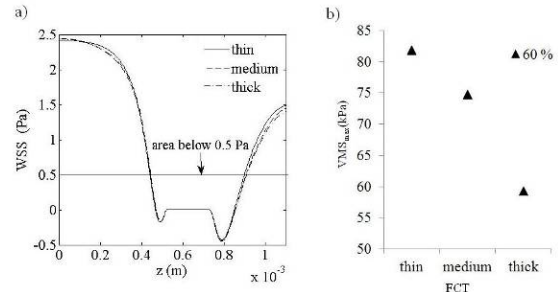 a)
2.5
2
1.5
1
0.5
0
-0.5
WSS (Pa)
thin
medium
thick
area below 0.5 Pa
0 0.2 0.4 0.6 0.8 1
z (m)
x 10⁻³
b)
85
80
75
70
65
60
55
50
VMSmax(kPa)
60 %
thin medium thick
FCT